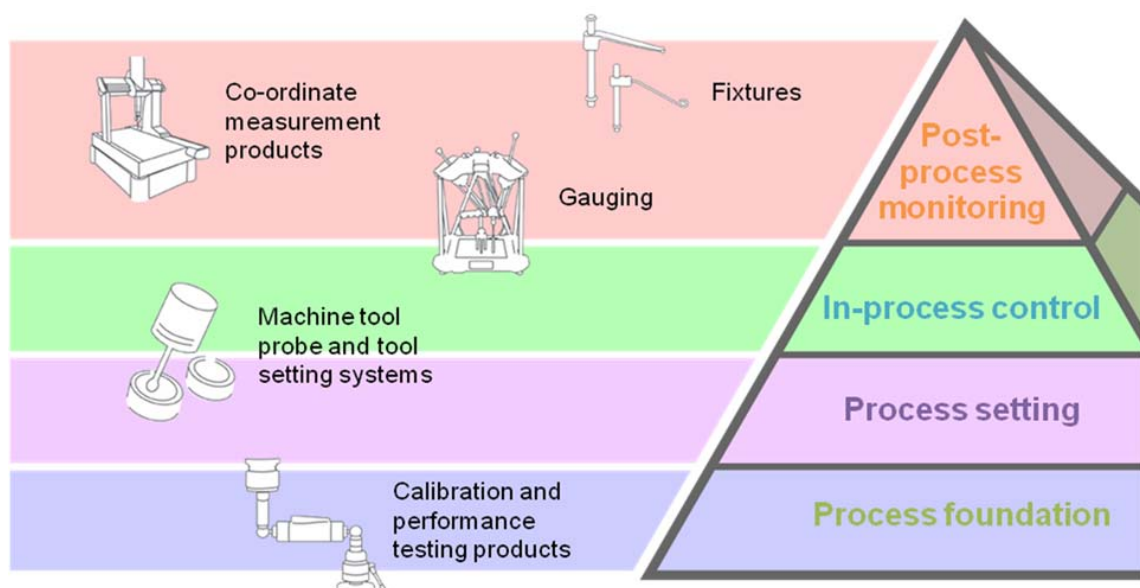 Co-ordinate
measurement
products
Fixtures
Gauging
Post-
process
monitoring
Machine tool
probe and tool
setting systems
In-process control
Process setting
Calibration and
performance
testing products
Process foundation